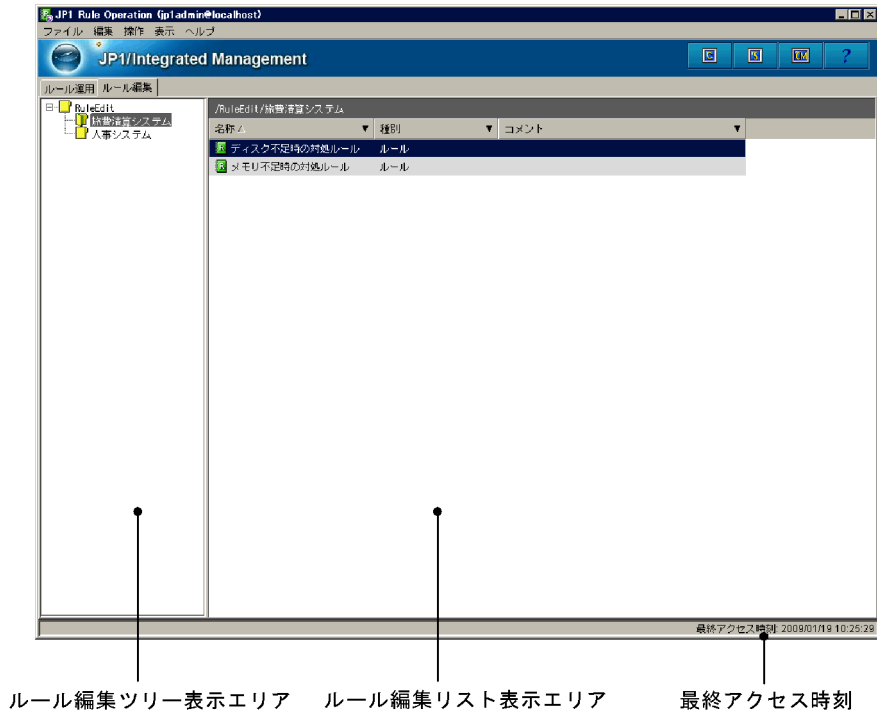 JP1 Rule Operation (jp1admin@localhost)
ファイル 編集 操作 表示 ヘルプ
JP1/Integrated Management
C S EM ?
ルール運用 ルール編集
RuleEdit
旅費清算システム
人事システム
/RuleEdit/旅費清算システム
名称△ ▼ 種別 ▼ コメント ▼
R ディスク不足時の対処ルール ルール
R メモリ不足時の対処ルール ルール
最終アクセス時刻: 2009/01/19 10:25:29
ルール編集ツリー表示エリア ルール編集リスト表示エリア 最終アクセス時刻